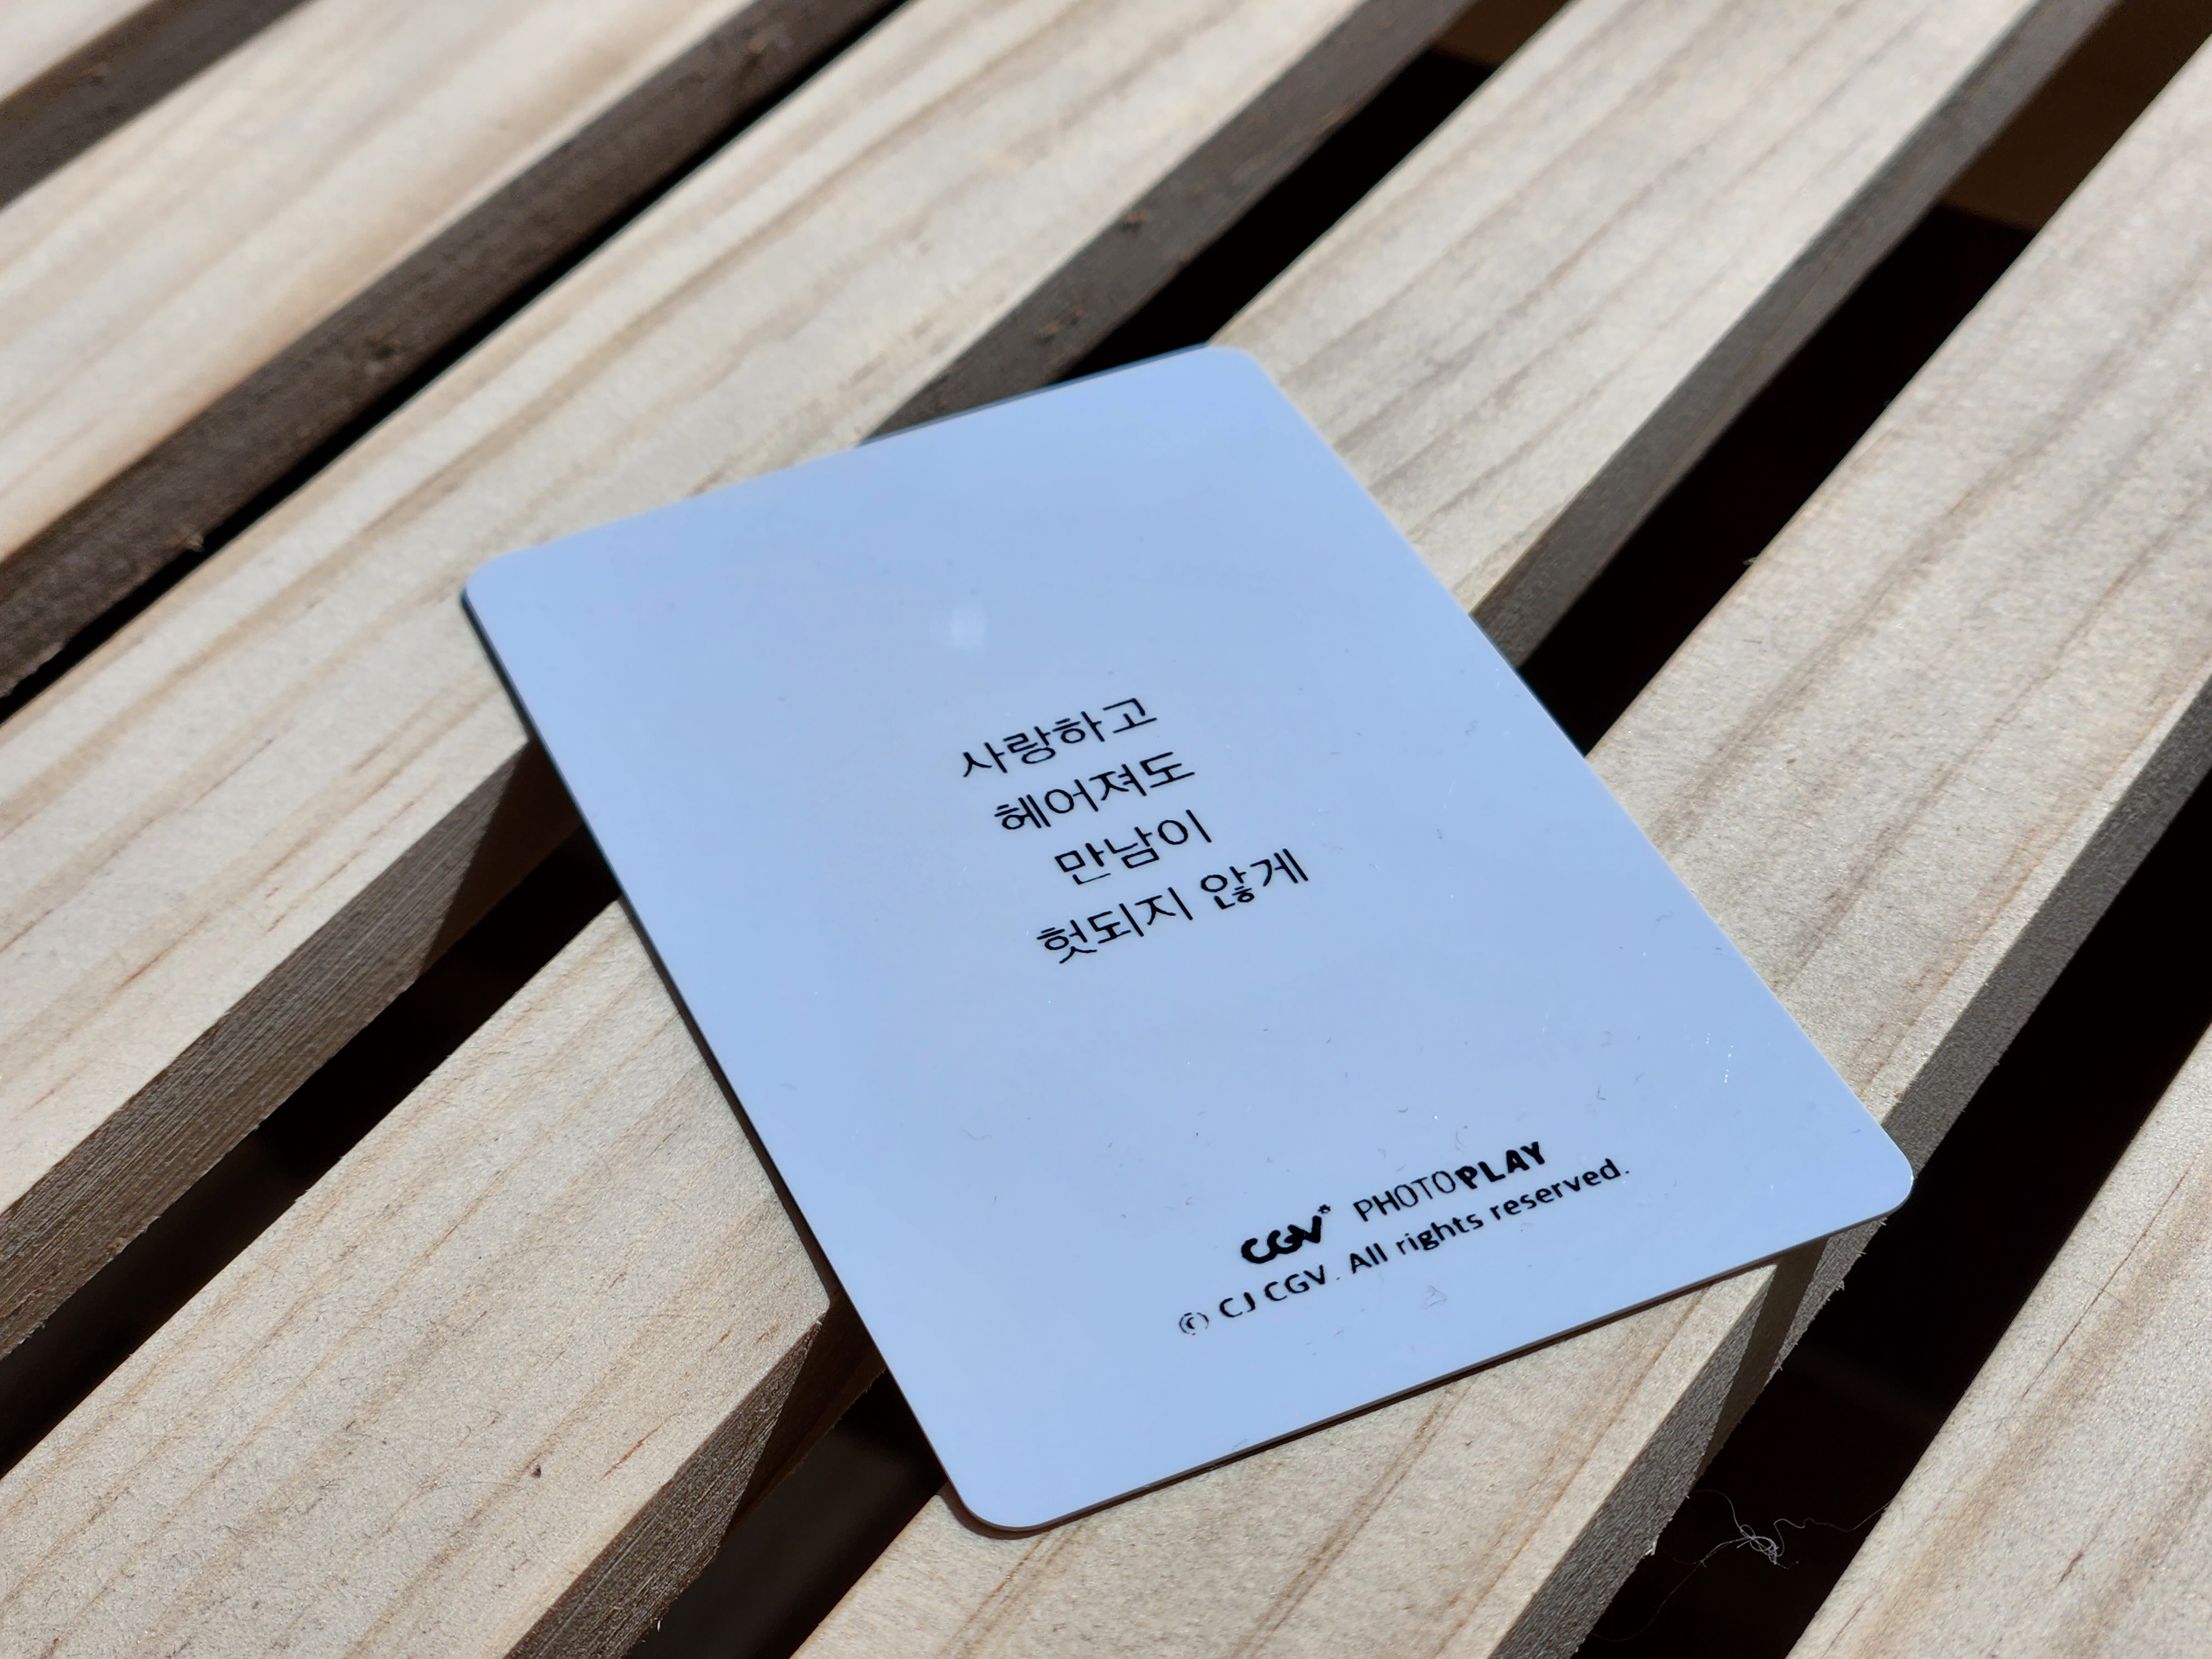 사랑하고
헤어져도
만남이
헛되지 않게
CGV PHOTOPLAY
© CJ CGV. All rights reserved.